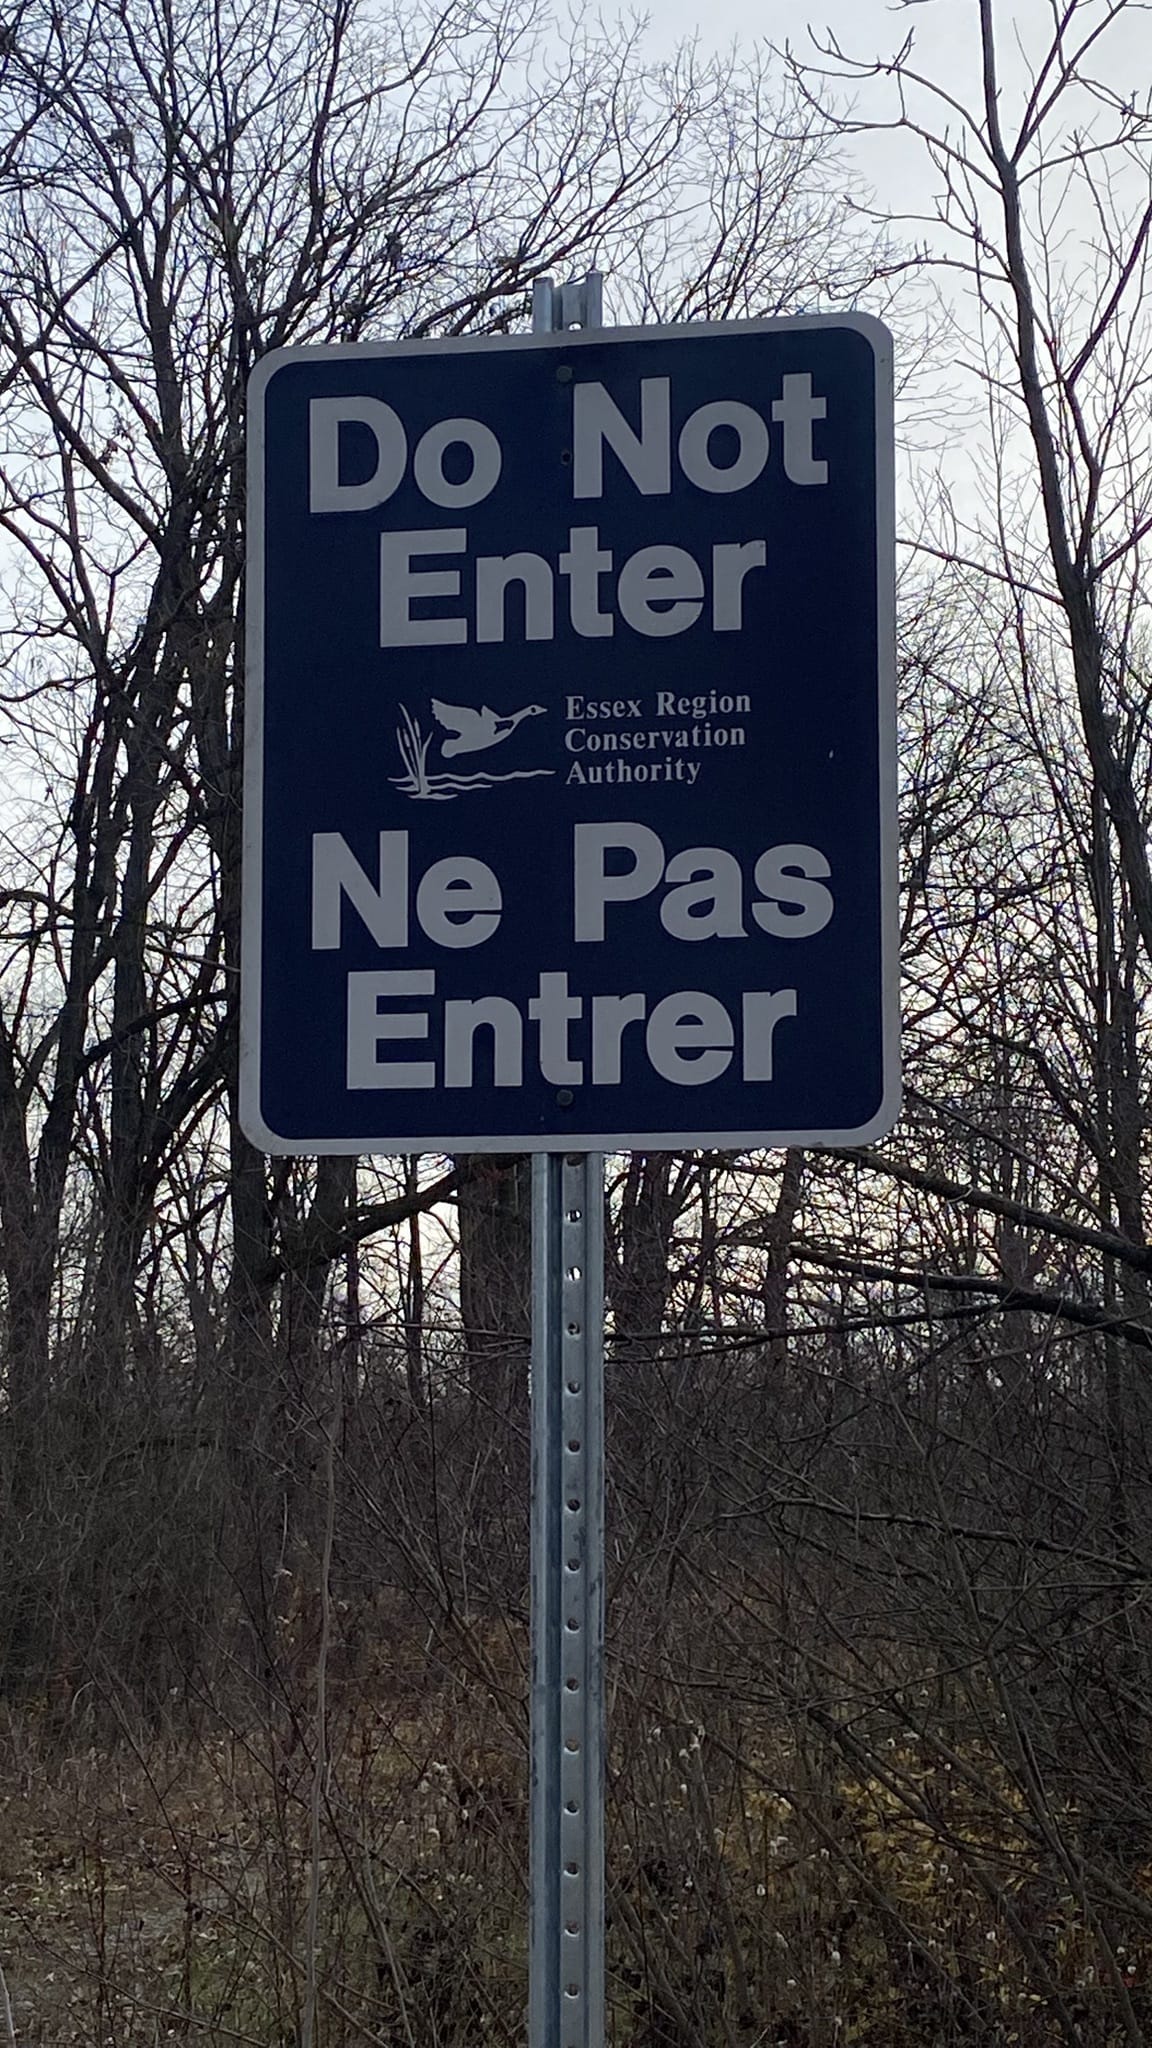 Do Not
Enter
Essex Region
Conservation
Authority
Ne Pas
Entrer